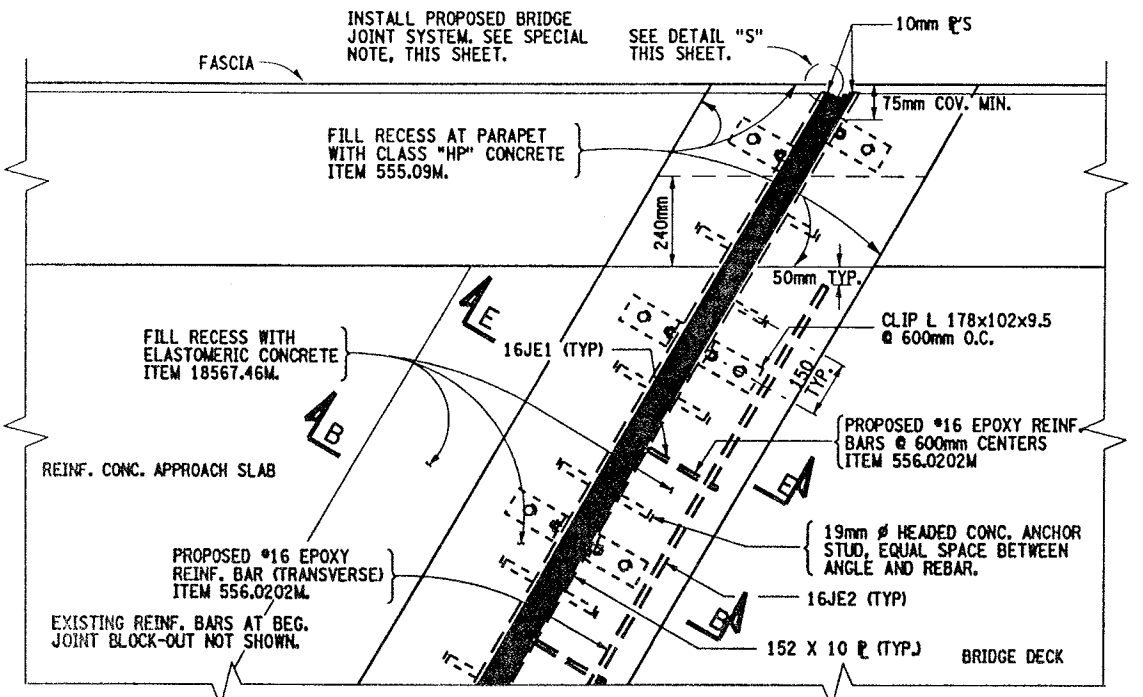 INSTALL PROPOSED BRIDGE
JOINT SYSTEM. SEE SPECIAL
NOTE, THIS SHEET.
SEE DETAIL "S"
THIS SHEET.
10mm ℄'S
FASCIA
75mm COV. MIN.
FILL RECESS AT PARAPET
WITH CLASS "HP" CONCRETE
ITEM 555.09M.
240mm
50mm TYP.
E
FILL RECESS WITH
ELASTOMERIC CONCRETE
ITEM 18567.46M.
16JE1 (TYP)
CLIP L 178x102x9.5
@ 600mm O.C.
150
TYP.
B
PROPOSED #16 EPOXY REINF.
BARS @ 600mm CENTERS
ITEM 556.0202M
REINF. CONC. APPROACH SLAB
E
19mm Ø HEADED CONC. ANCHOR
STUD, EQUAL SPACE BETWEEN
ANGLE AND REBAR.
PROPOSED #16 EPOXY
REINF. BAR (TRANSVERSE)
ITEM 556.0202M.
16JE2 (TYP)
B
EXISTING REINF. BARS AT BEG.
JOINT BLOCK-OUT NOT SHOWN.
152 X 10 ℄ (TYP.)
BRIDGE DECK